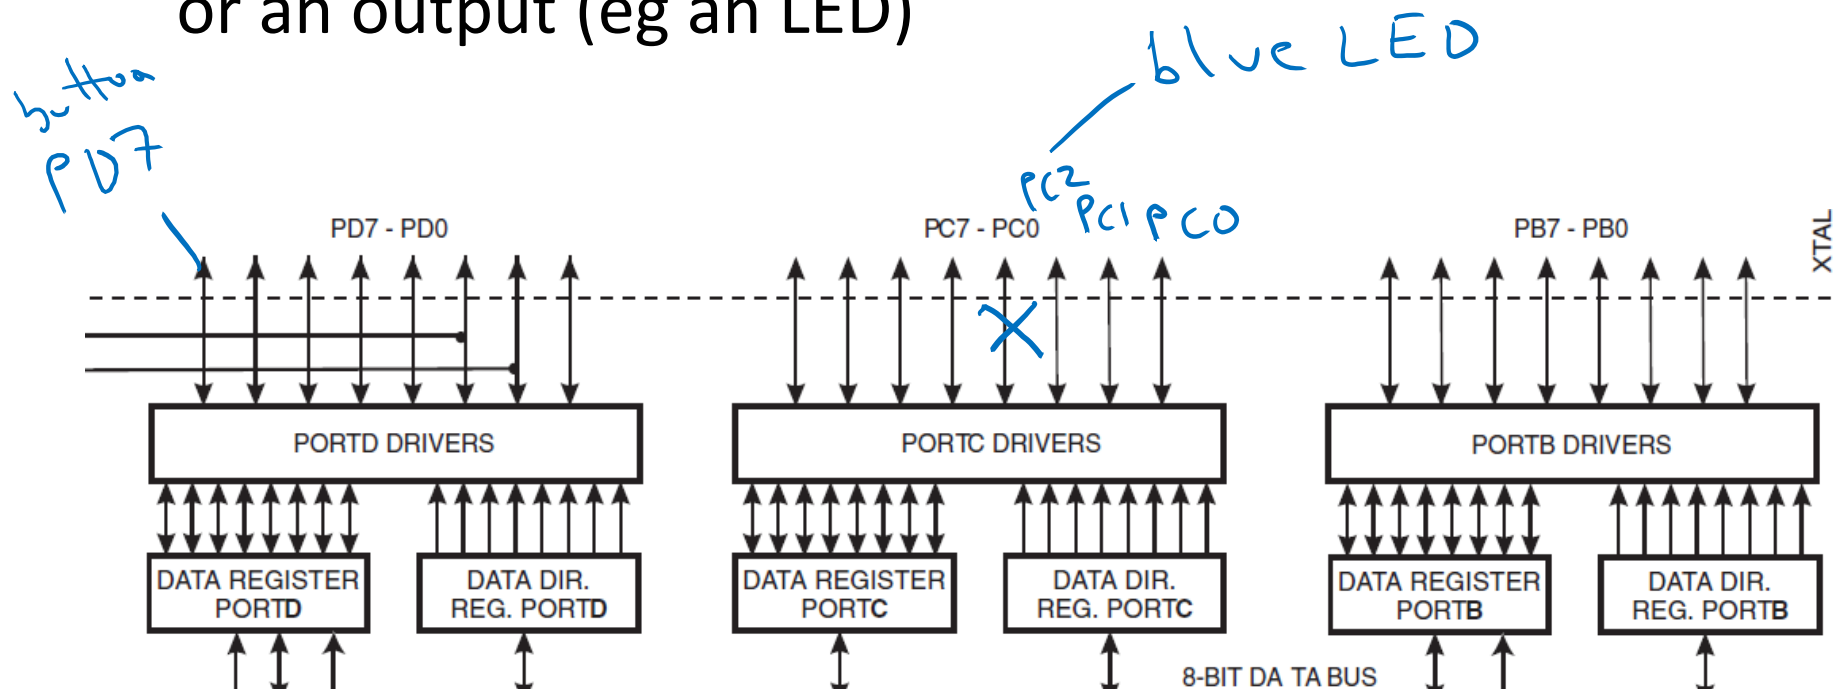 or an output (eg an LED)
blue LED
button
PD7
PC2
PC1 PC0
PD7 - PD0
PC7 - PC0
PB7 - PB0
XTAL
PORTD DRIVERS
PORTC DRIVERS
PORTB DRIVERS
DATA REGISTER
PORTD
DATA DIR.
REG. PORTD
DATA REGISTER
PORTC
DATA DIR.
REG. PORTC
DATA REGISTER
PORTB
DATA DIR.
REG. PORTB
8-BIT DA TA BUS